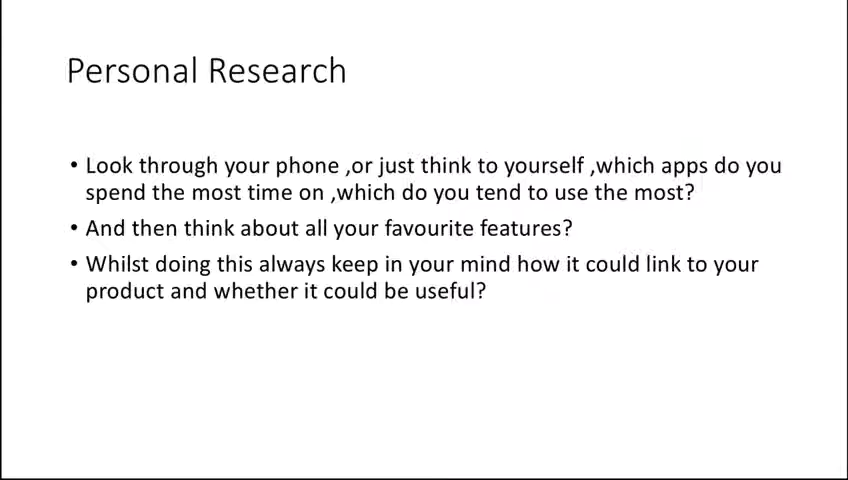 Personal Research
• Look through your phone ,or just think to yourself ,which apps do you
spend the most time on ,which do you tend to use the most?
• And then think about all your favourite features?
• Whilst doing this always keep in your mind how it could link to your
product and whether it could be useful?